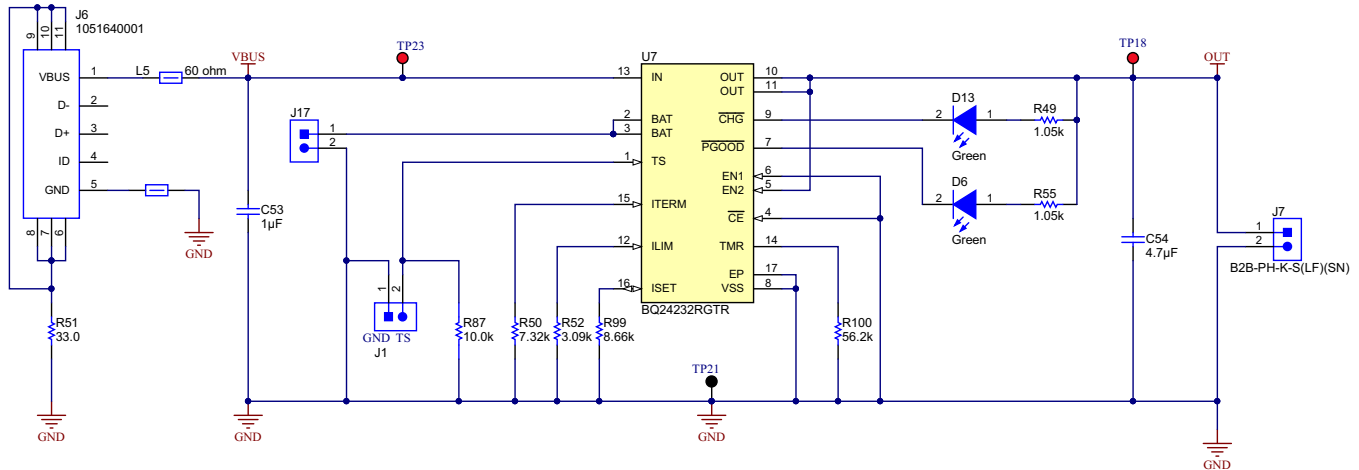 J6
1051640001
9 10 11
VBUS 1
D- 2
D+ 3
ID 4
GND 5
8 7 6
L5 60 ohm
GND
R51
33.0
GND
VBUS
C53
1µF
GND
TP23
J17
1
2
1 2
GND TS
J1
R87
10.0k
R50
7.32k
R52
3.09k
R99
8.66k
U7
13 IN
2 BAT
3 BAT
1 TS
15 ITERM
12 ILIM
16 ISET
OUT 10
OUT 11
CHG 9
PGOOD 7
EN1 6
EN2 5
CE 4
TMR 14
EP 17
VSS 8
BQ24232RGTR
TP21
GND
R100
56.2k
D13
2 1
Green
R49
1.05k
D6
2 1
Green
R55
1.05k
TP18
C54
4.7µF
OUT
J7
1
2
B2B-PH-K-S(LF)(SN)
GND